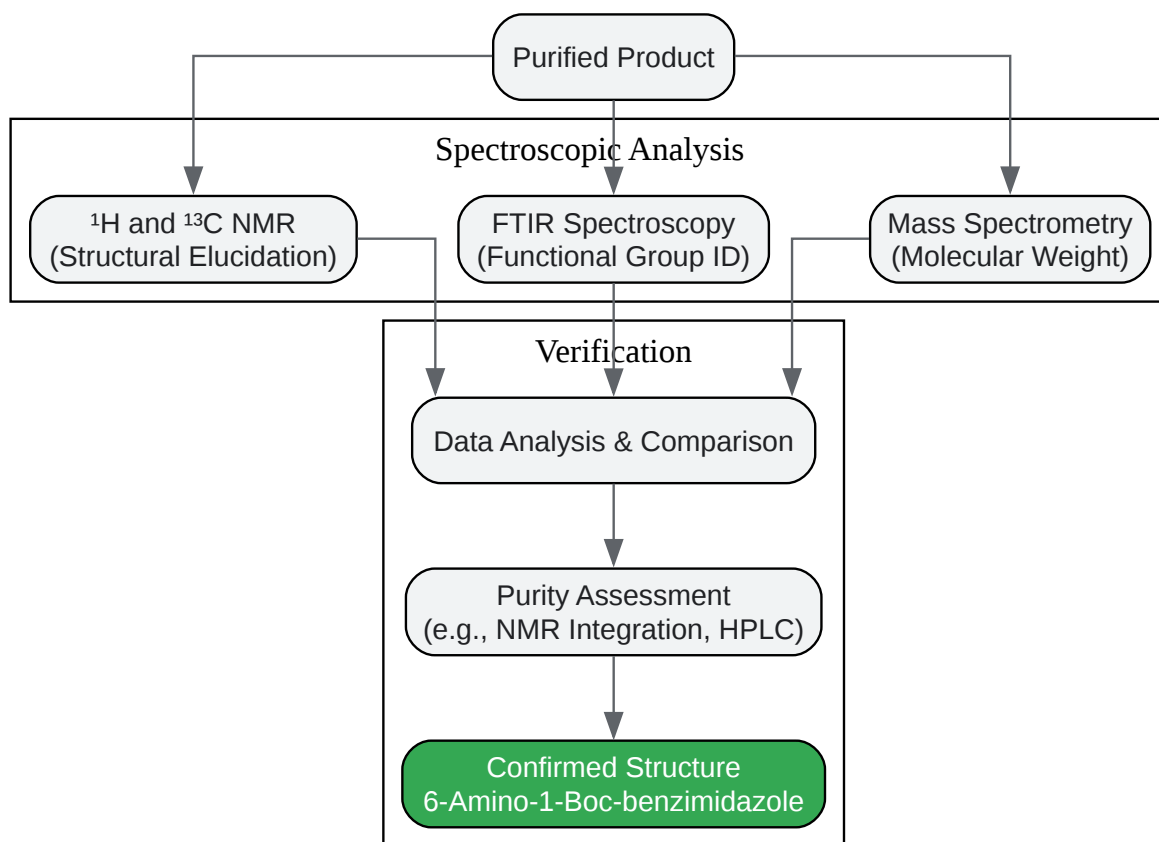 Purified Product
Spectroscopic Analysis
¹H and ¹³C NMR
(Structural Elucidation)
FTIR Spectroscopy
(Functional Group ID)
Mass Spectrometry
(Molecular Weight)
Verification
Data Analysis & Comparison
Purity Assessment
(e.g., NMR Integration, HPLC)
Confirmed Structure
6-Amino-1-Boc-benzimidazole